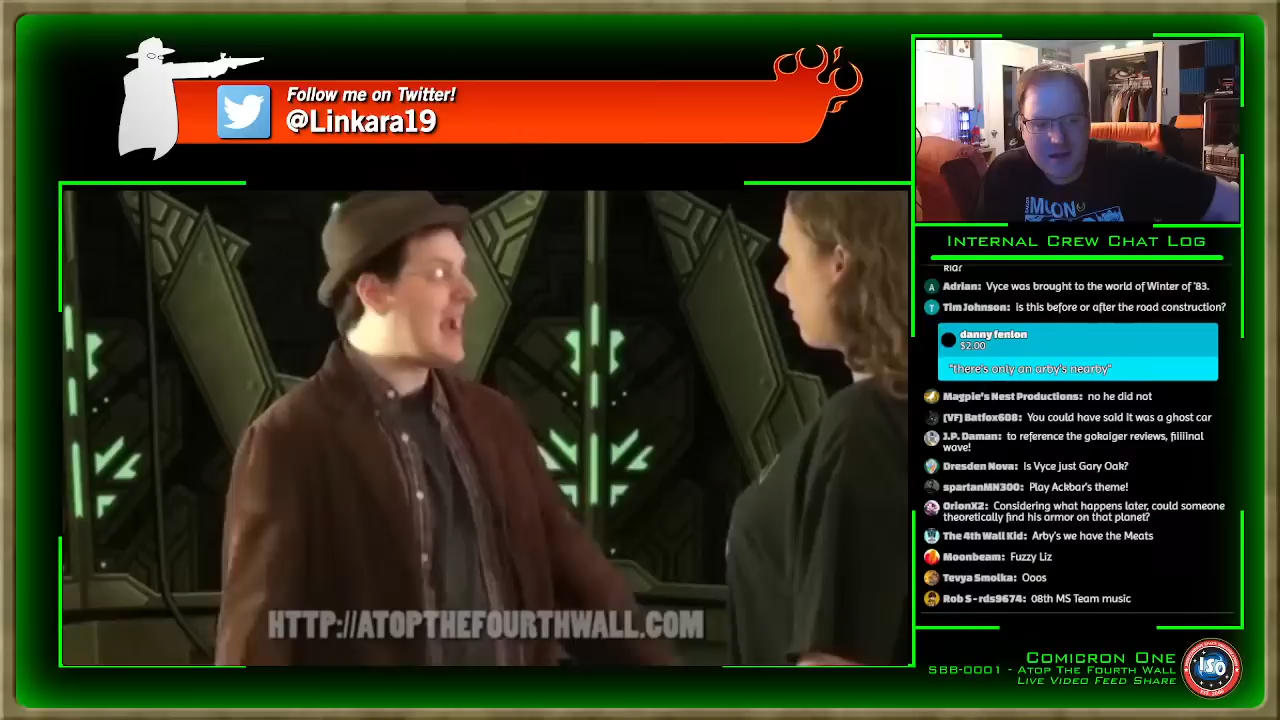 Follow me on Twitter!
@Linkara19
HTTP://ATOPTHEFOURTHWALL.COM
MOON
INTERNAL CREW CHAT LOG
Adrian: Vyce was brought to the world of Winter of '83.
Tim Johnson: is this before or after the road construction?
danny fenlon
$2.00
"there's only an arby's nearby"
Magpie's Nest Productions: no he did not
(VF) Batfox608: You could have said it was a ghost car
J.P. Daman: to reference the gokaiger reviews, fiiiinal
wave!
Dresden Nova: Is Vyce just Gary Oak?
spartanMN300: Play Ackbar's theme!
OrionX2: Considering what happens later, could someone
theoretically find his armor on that planet?
The 4th Wall Kid: Arby's we have the Meats
Moonbeam: Fuzzy Liz
Tevya Smolka: Ooos
Rob S - rds9674: 08th MS Team music
COMICRON ONE
SBB-0001 - ATOP THE FOURTH WALL
LIVE VIDEO FEED SHARE
ISO